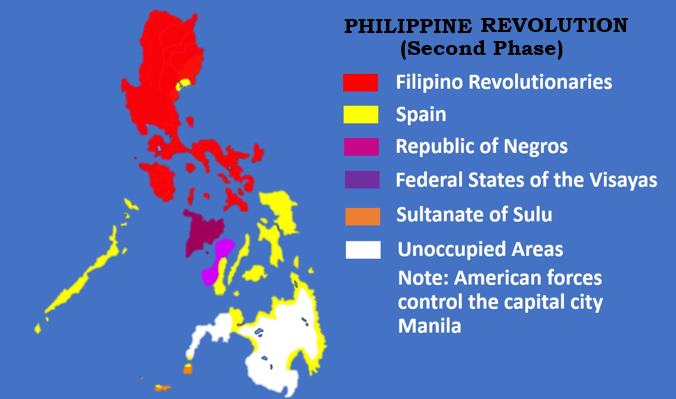 PHILIPPINE REVOLUTION
(Second Phase)
Filipino Revolutionaries
Spain
Republic of Negros
Federal States of the Visayas
Sultanate of Sulu
Unoccupied Areas
Note: American forces
control the capital city
Manila